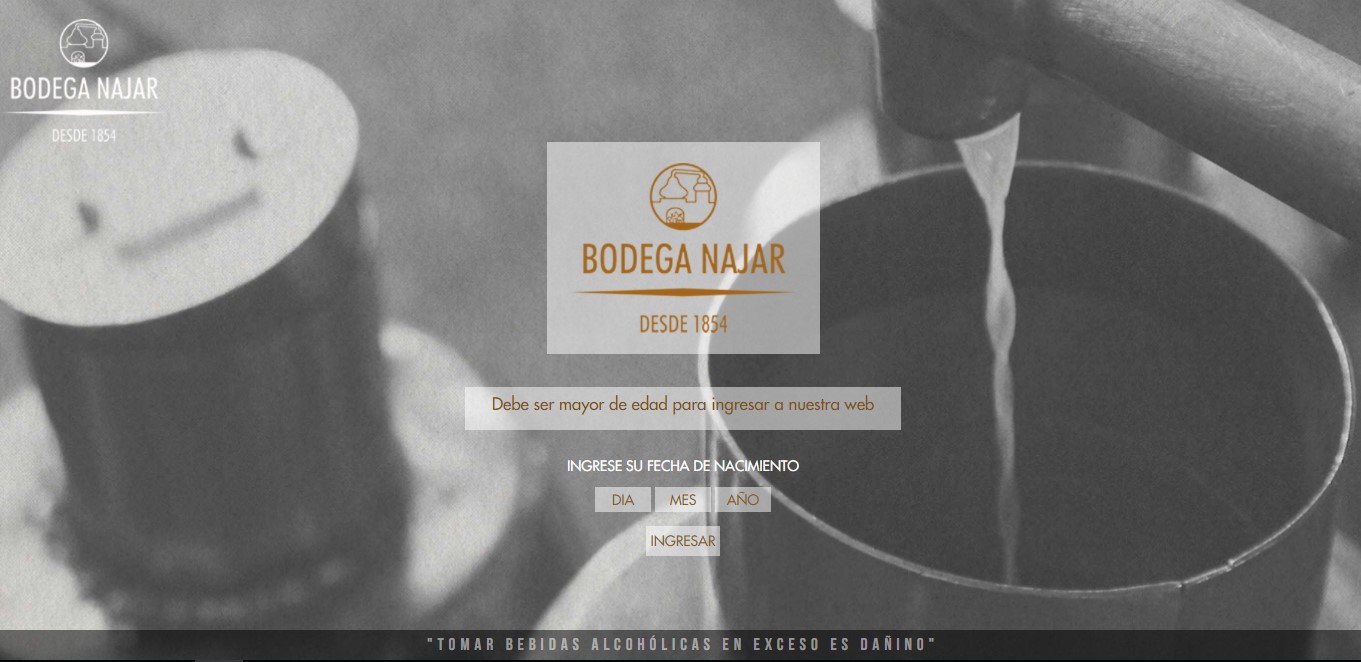 BODEGA NAJAR
DESDE 1854
BODEGA NAJAR
DESDE 1854
Debe ser mayor de edad para ingresar a nuestra web
INGRESE SU FECHA DE NACIMIENTO
DIA MES AÑO
INGRESAR
"TOMAR BEBIDAS ALCOHÓLICAS EN EXCESO ES DAÑINO"